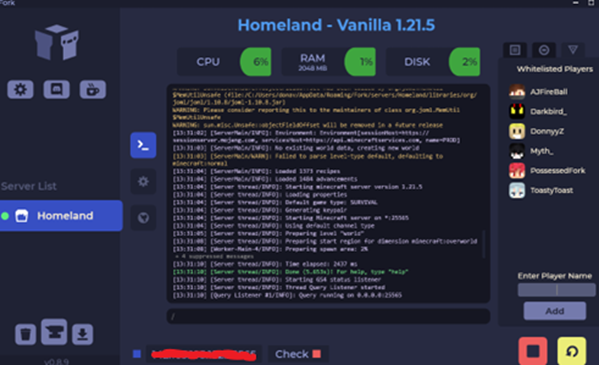 Fork
Homeland - Vanilla 1.21.5
CPU 6%
RAM 2048 MB 1%
DISK 2%
Server List
Homeland
v0.8.9
$MemUtilUnsafe (file:/C:/Users/donav/AppData/Roaming/Fork/servers/Homeland/libraries/org/
joml/joml/1.10.8/joml-1.10.8.jar)
WARNING: Please consider reporting this to the maintainers of class org.joml.MemUtil
$MemUtilUnsafe
WARNING: sun.misc.Unsafe::objectFieldOffset will be removed in a future release
[13:31:02] [ServerMain/INFO]: Environment: Environment[sessionHost=https://
sessionserver.mojang.com, servicesHost=https://api.minecraftservices.com, name=PROD]
[13:31:03] [ServerMain/INFO]: No existing world data, creating new world
[13:31:03] [ServerMain/WARN]: Failed to parse level-type default, defaulting to
minecraft:normal
[13:31:04] [ServerMain/INFO]: Loaded 1373 recipes
[13:31:04] [ServerMain/INFO]: Loaded 1484 advancements
[13:31:04] [Server thread/INFO]: Starting minecraft server version 1.21.5
[13:31:04] [Server thread/INFO]: Loading properties
[13:31:04] [Server thread/INFO]: Default game type: SURVIVAL
[13:31:04] [Server thread/INFO]: Generating keypair
[13:31:04] [Server thread/INFO]: Starting Minecraft server on *:25565
[13:31:04] [Server thread/INFO]: Using default channel type
[13:31:05] [Server thread/INFO]: Preparing level "world"
[13:31:08] [Server thread/INFO]: Preparing start region for dimension minecraft:overworld
[13:31:08] [Worker-Main-4/INFO]: Preparing spawn area: 2%
+ 4 suppressed messages
[13:31:10] [Server thread/INFO]: Time elapsed: 2437 ms
[13:31:10] [Server thread/INFO]: Done (5.853s)! For help, type "help"
[13:31:10] [Server thread/INFO]: Starting GS4 status listener
[13:31:10] [Server thread/INFO]: Thread Query Listener started
[13:31:10] [Query Listener #1/INFO]: Query running on 0.0.0.0:25565
/
Check
Whitelisted Players
AJFireBall
Darkbird_
DonnyyZ
Myth_
PossessedFork
ToastyToast
Enter Player Name
Add